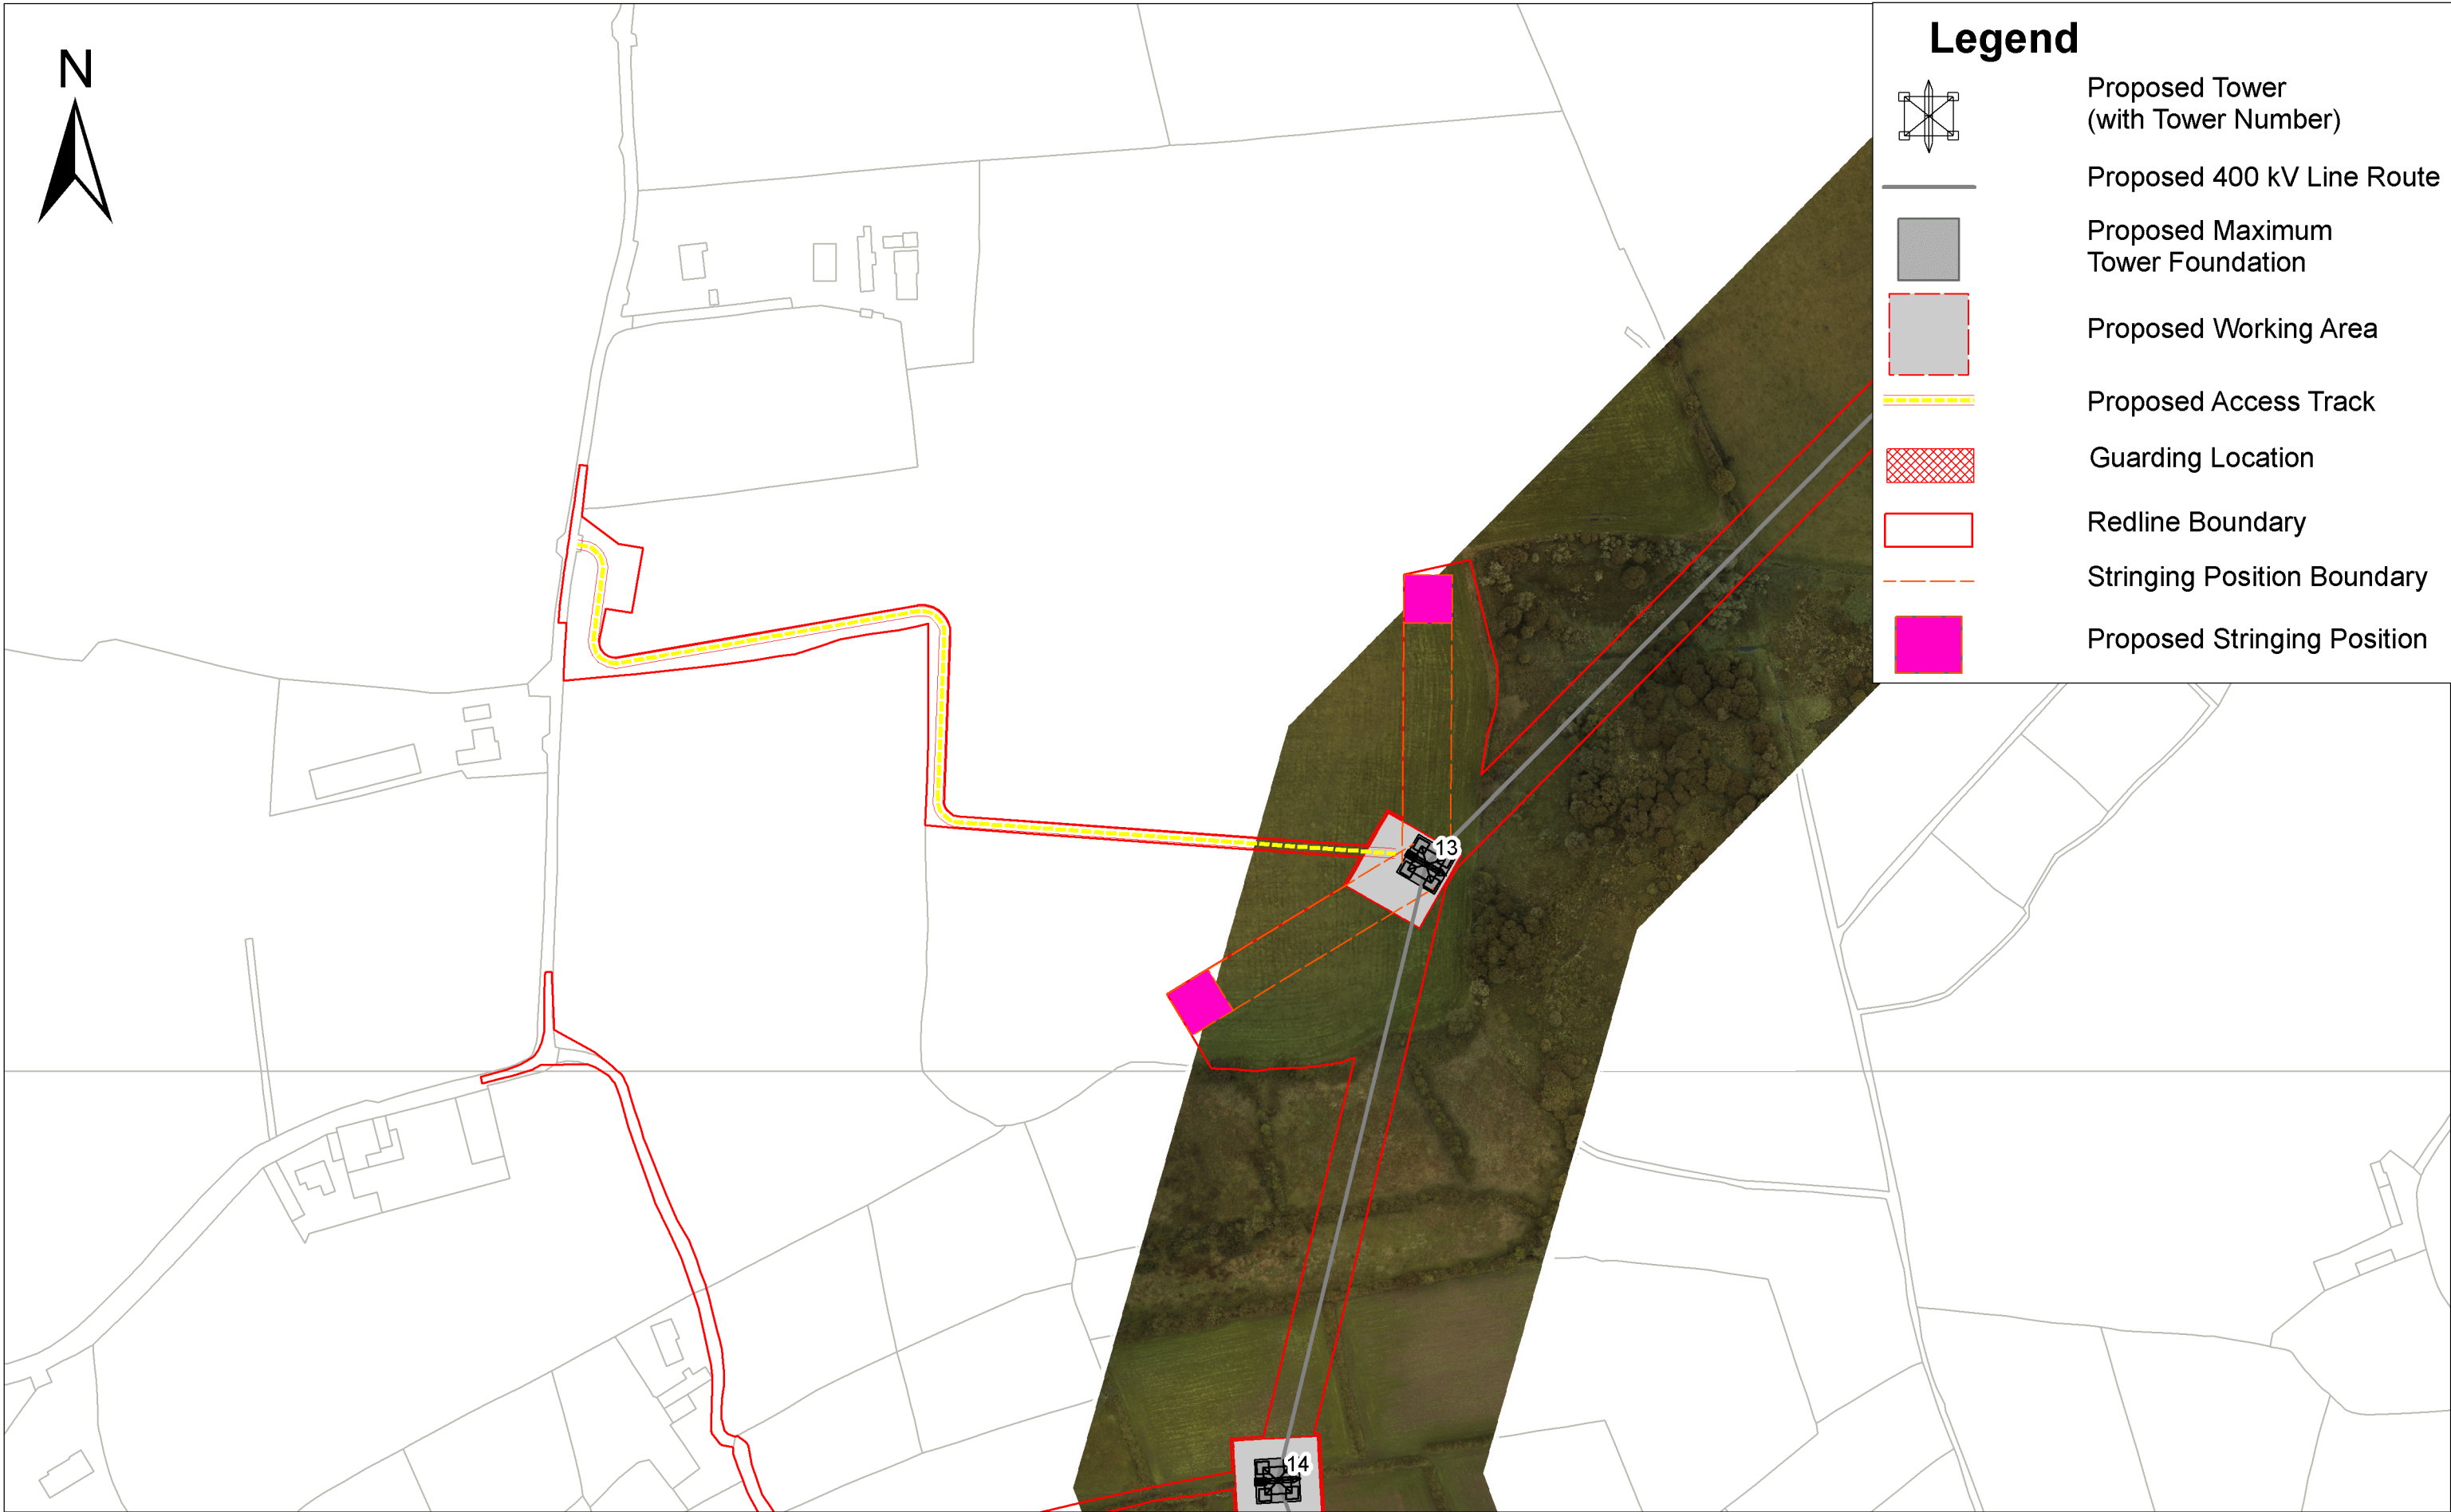 N
Legend
Proposed Tower
(with Tower Number)
Proposed 400 kV Line Route
Proposed Maximum
Tower Foundation
Proposed Working Area
Proposed Access Track
Guarding Location
Redline Boundary
Stringing Position Boundary
Proposed Stringing Position
13
14